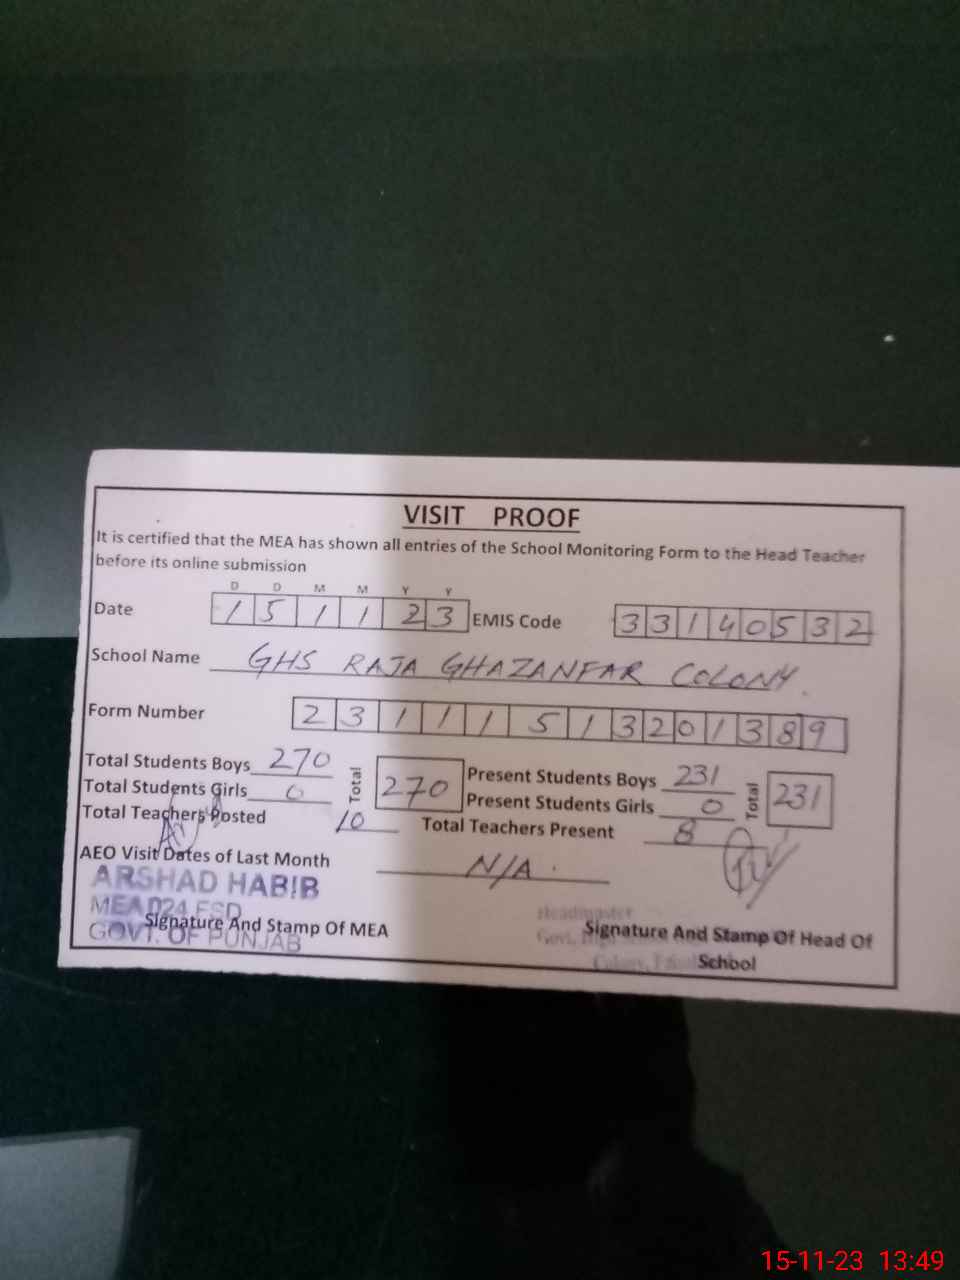 VISIT PROOF
It is certified that the MEA has shown all entries of the School Monitoring Form to the Head Teacher
before its online submission
D D M M Y Y
Date 1 5 1 1 2 3 EMIS Code 3 3 1 4 0 5 3 2
School Name GHS RAJA GHAZANFAR COLONY.
Form Number 2 3 1 1 1 5 1 3 2 0 1 3 8 9
Total Students Boys 270 Total 270 Present Students Boys 231 Total 231
Total Students Girls 0 Present Students Girls 0
Total Teachers Posted 10 Total Teachers Present 8
AEO Visit Dates of Last Month N/A.
ARSHAD HABIB
MEA D24 FSD
GOVT. OF PUNJAB
Signature And Stamp Of MEA
Headmaster
Govt. High
Colony,
Signature And Stamp Of Head Of
School
15-11-23 13:49